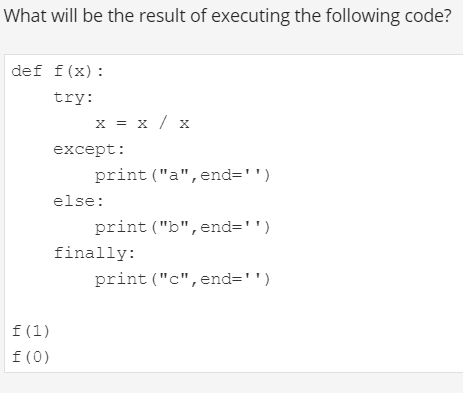 What will be the result of executing the following code?
def f(x):
    try:
        x = x / x
    except:
        print("a",end='')
    else:
        print("b",end='')
    finally:
        print("c",end='')

f(1)
f(0)